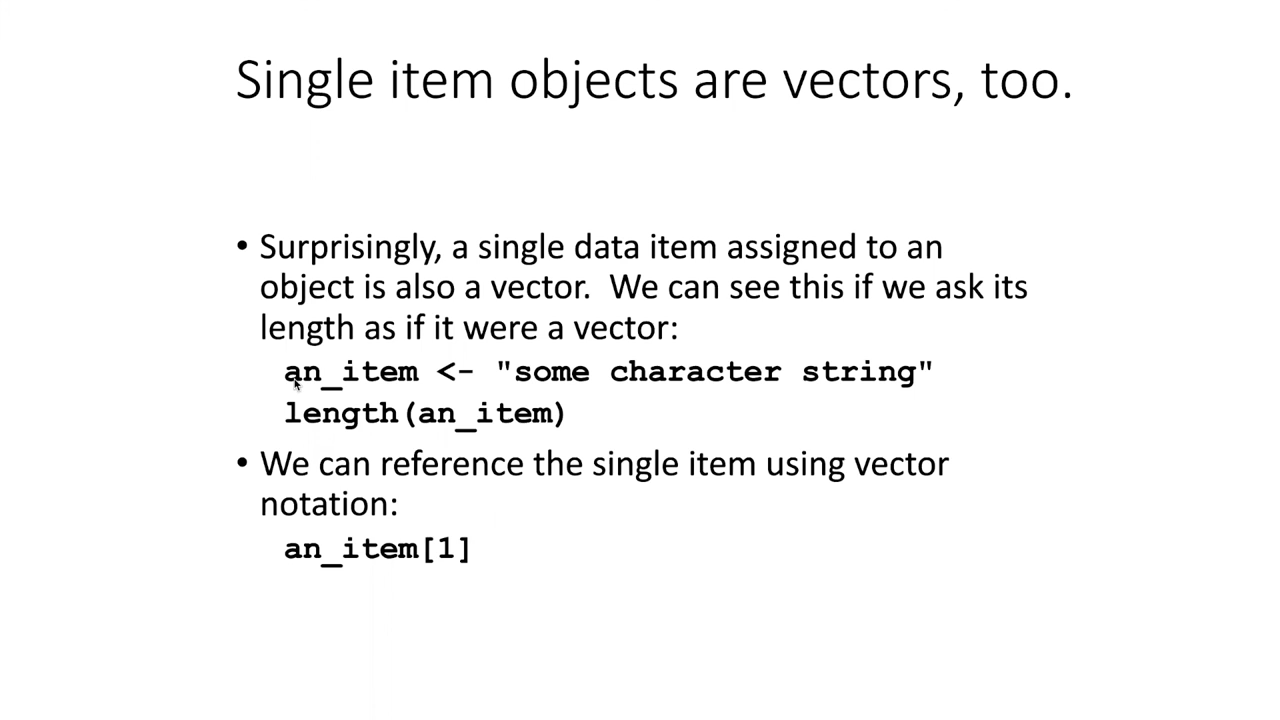 Single item objects are vectors, too.
• Surprisingly, a single data item assigned to an
object is also a vector.  We can see this if we ask its
length as if it were a vector:
an_item <- "some character string"
length(an_item)
• We can reference the single item using vector
notation:
an_item[1]